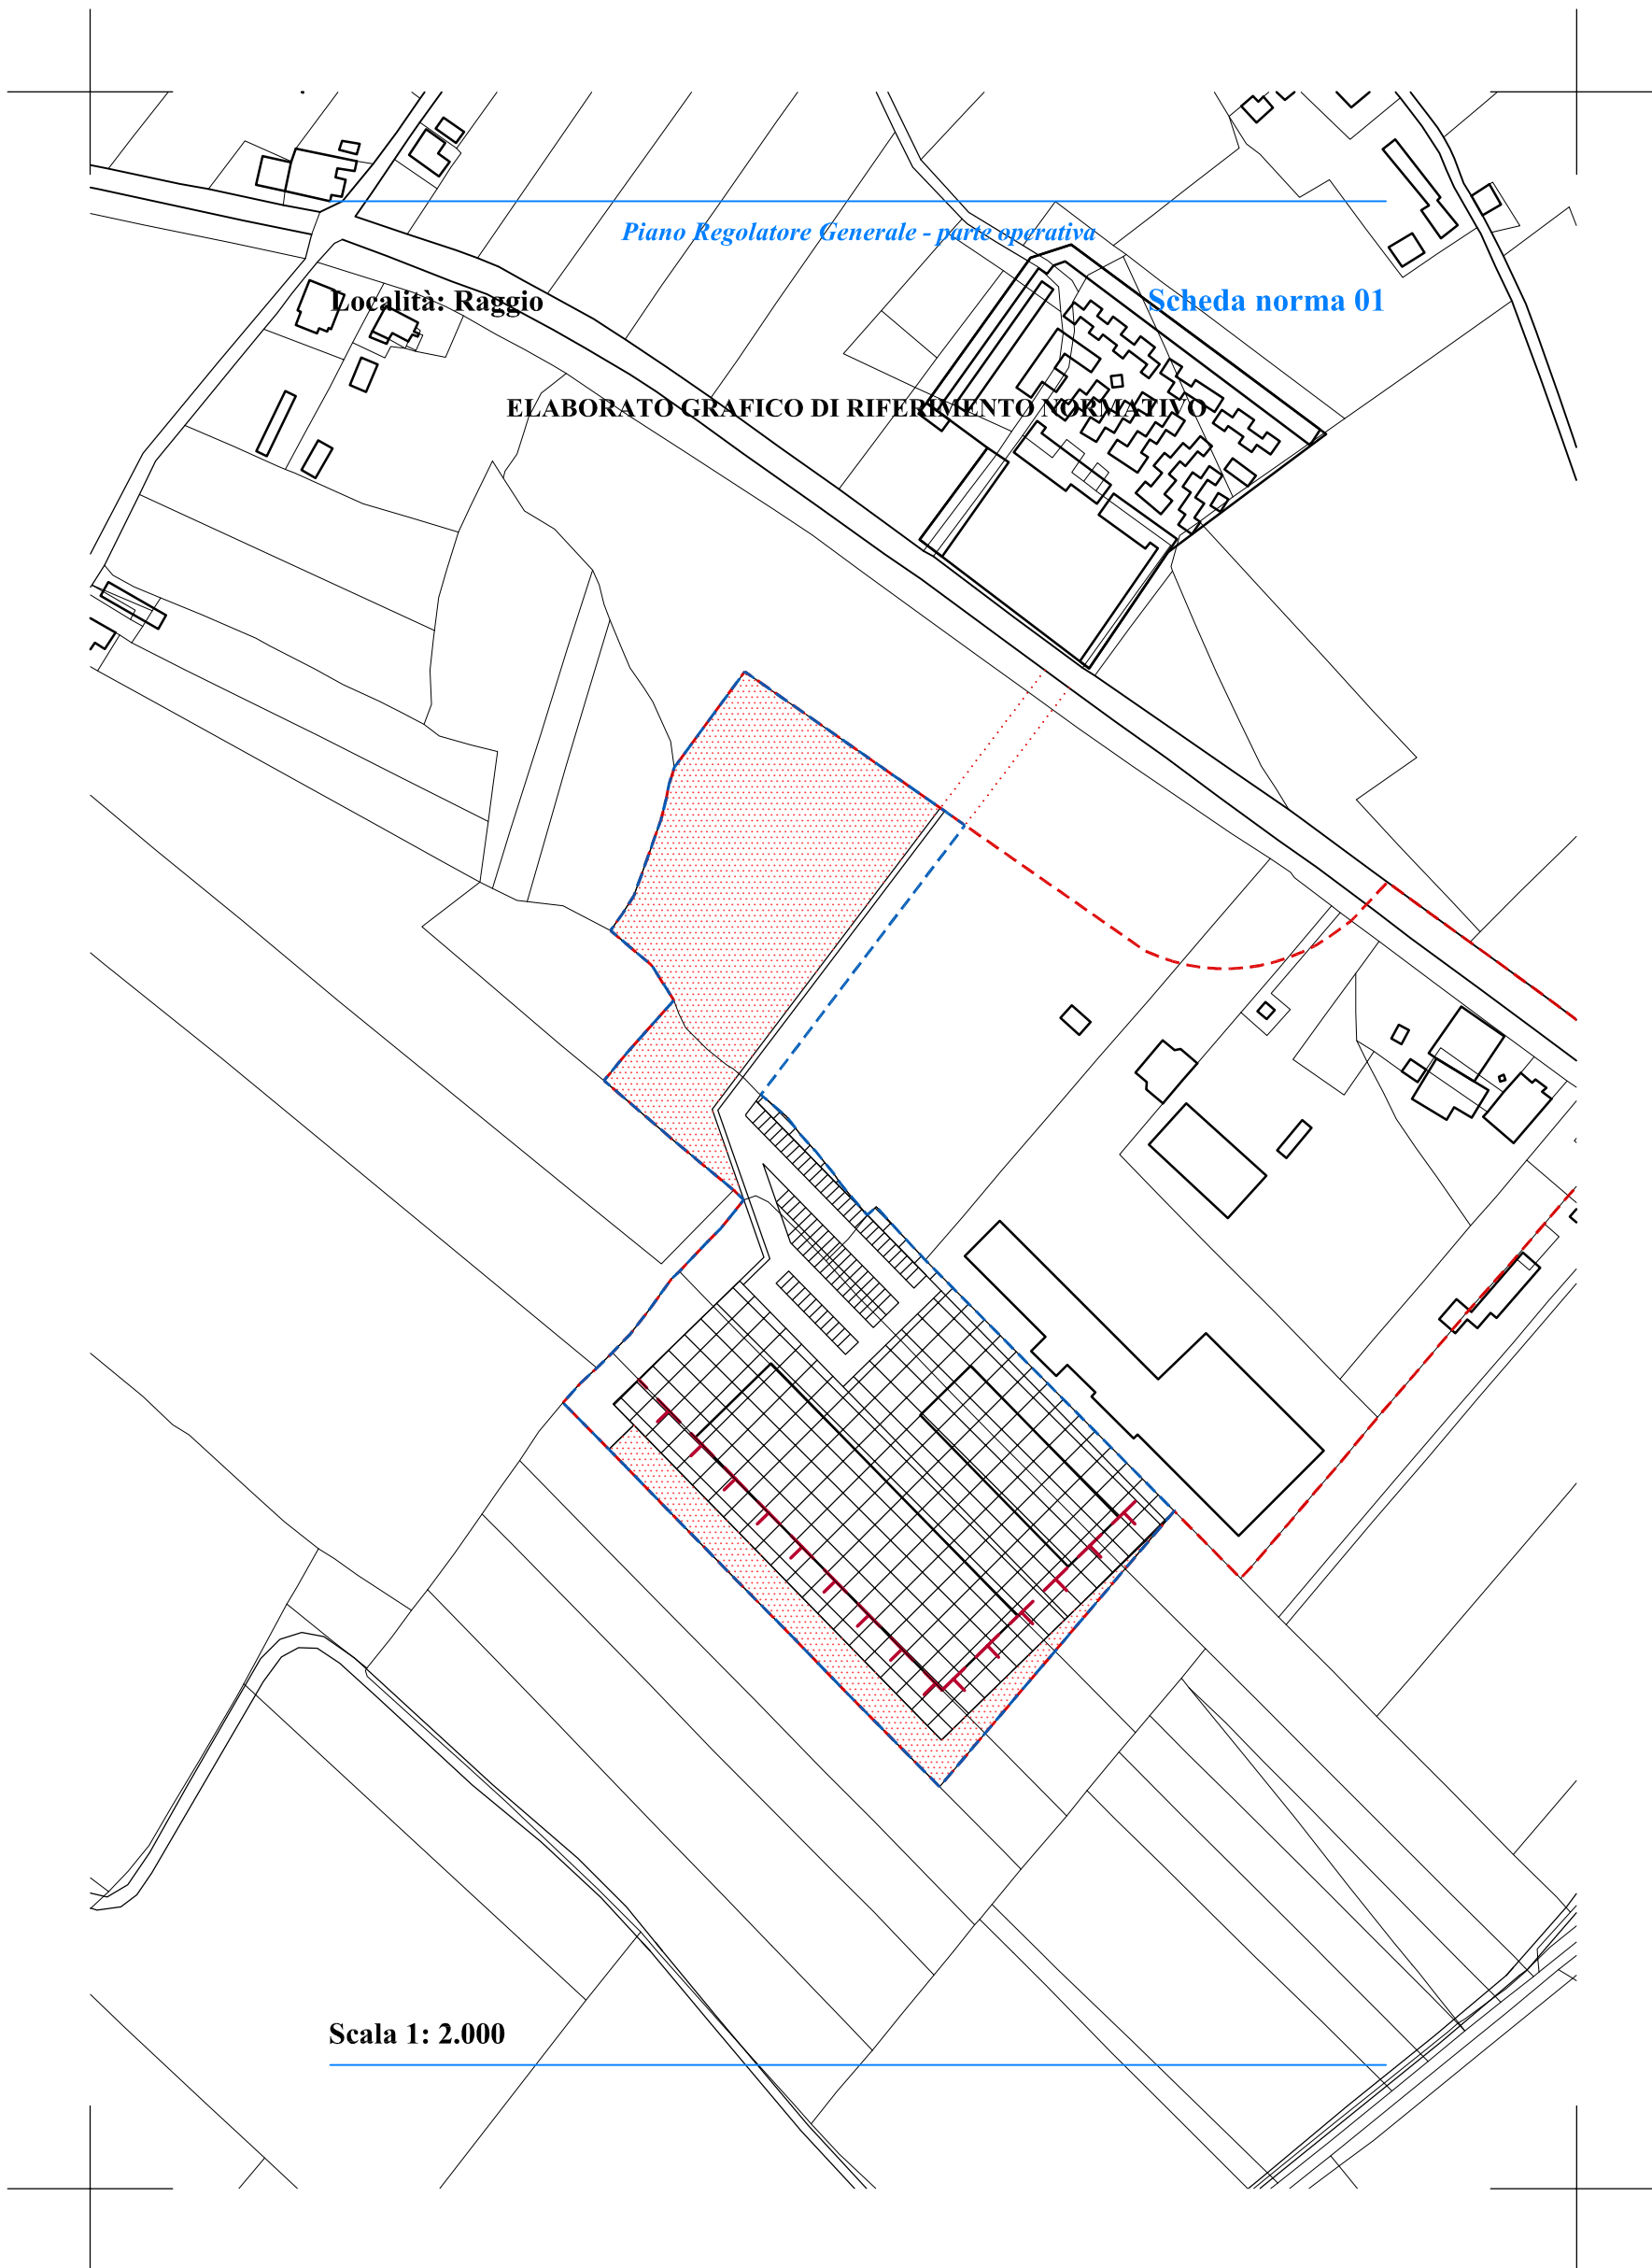 Piano Regolatore Generale - parte operativa
Località: Raggio Scheda norma 01
ELABORATO GRAFICO DI RIFERIMENTO NORMATIVO
Scala 1: 2.000